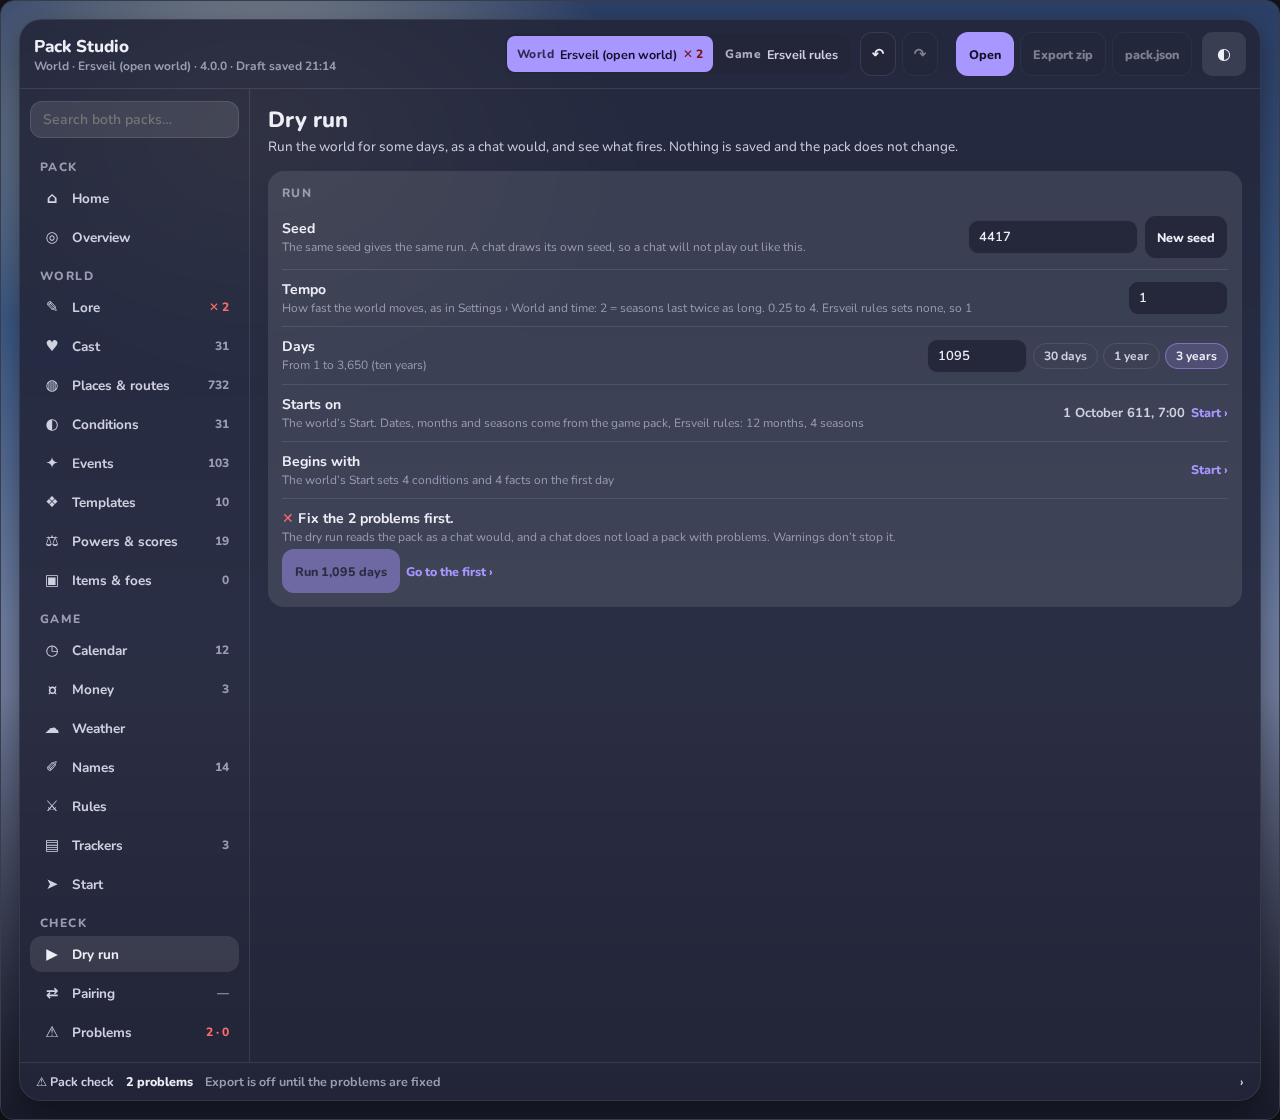 Pack Studio
World · Ersveil (open world) · 4.0.0 · Draft saved 21:14
World Ersveil (open world) ✕ 2
Game Ersveil rules
↶
↷
Open
Export zip
pack.json
◐
Search both packs…
PACK
⌂ Home
◎ Overview
WORLD
✎ Lore ✕ 2
♥ Cast 31
◍ Places & routes 732
◐ Conditions 31
✦ Events 103
❖ Templates 10
⚖ Powers & scores 19
▣ Items & foes 0
GAME
◷ Calendar 12
¤ Money 3
☁ Weather
✐ Names 14
⚔ Rules
▤ Trackers 3
➤ Start
CHECK
▶ Dry run
⇄ Pairing —
⚠ Problems 2 · 0
Dry run
Run the world for some days, as a chat would, and see what fires. Nothing is saved and the pack does not change.
RUN
Seed
The same seed gives the same run. A chat draws its own seed, so a chat will not play out like this.
4417
New seed
Tempo
How fast the world moves, as in Settings › World and time: 2 = seasons last twice as long. 0.25 to 4. Ersveil rules sets none, so 1
1
Days
From 1 to 3,650 (ten years)
1095
30 days
1 year
3 years
Starts on
The world's Start. Dates, months and seasons come from the game pack, Ersveil rules: 12 months, 4 seasons
1 October 611, 7:00 Start ›
Begins with
The world's Start sets 4 conditions and 4 facts on the first day
Start ›
✕ Fix the 2 problems first.
The dry run reads the pack as a chat would, and a chat does not load a pack with problems. Warnings don't stop it.
Run 1,095 days
Go to the first ›
⚠ Pack check 2 problems Export is off until the problems are fixed ›